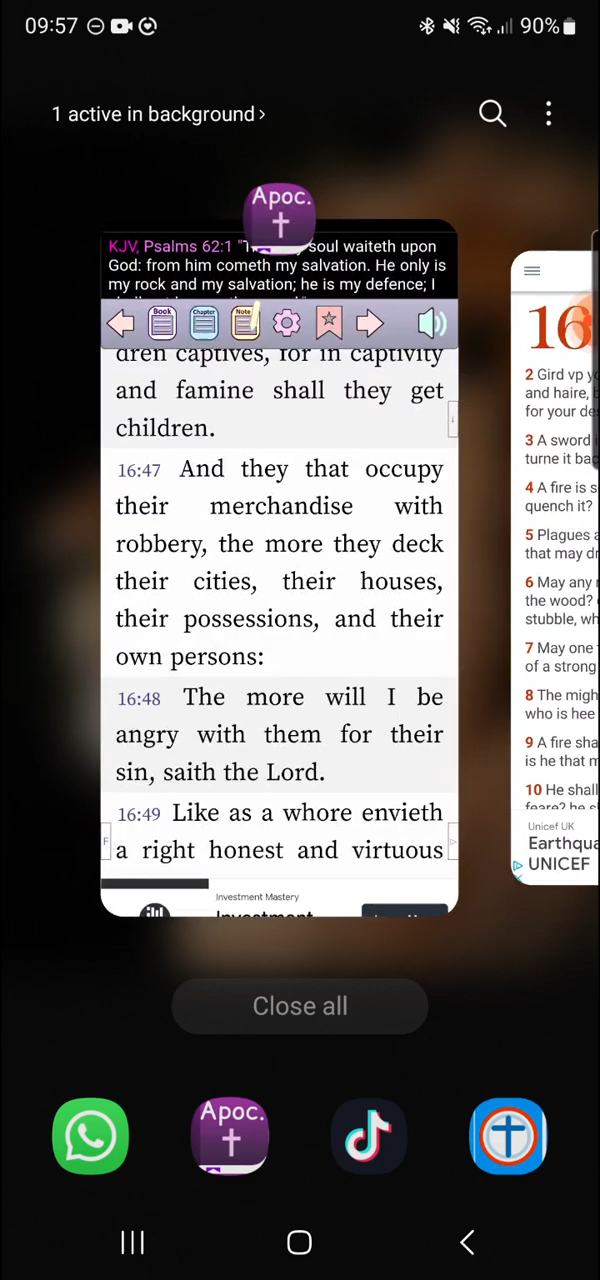 09:57
90%
1 active in background >
Apoc.
KJV, Psalms 62:1 "T soul waiteth upon
God: from him cometh my salvation. He only is
my rock and my salvation; he is my defence; I
Book Chapter Note
dren captives, for in captivity
and famine shall they get
children.
16:47 And they that occupy
their merchandise with
robbery, the more they deck
their cities, their houses,
their possessions, and their
own persons:
16:48 The more will I be
angry with them for their
sin, saith the Lord.
16:49 Like as a whore envieth
a right honest and virtuous
F
Investment Mastery
Investment
16
2 Gird vp y
and haire,
for your de
3 A sword
turne it bac
4 A fire is s
quench it?
5 Plagues a
that may dr
6 May any
the wood?
stubble, wh
7 May one
of a strong
8 The migh
who is hee
9 A fire sha
is he that m
10 He shall
feare? he s
Unicef UK
Earthqua
UNICEF
Close all
Apoc.